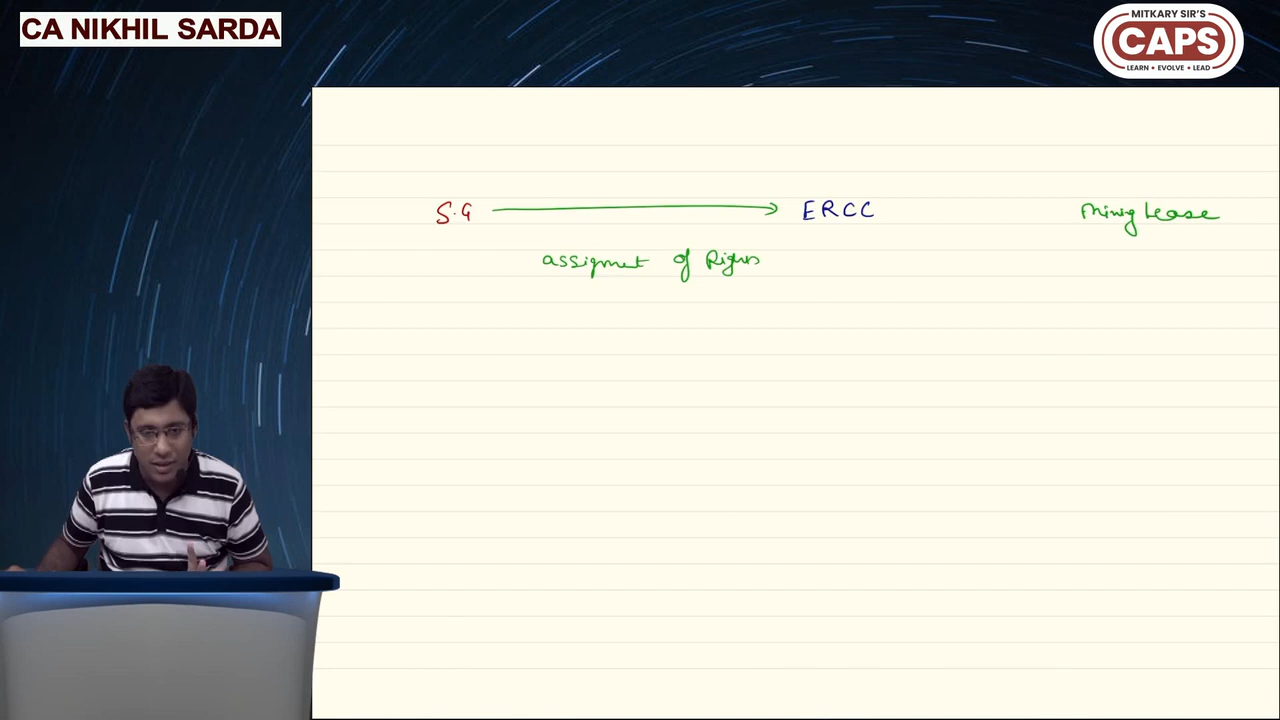 CA NIKHIL SARDA
MITKARY SIR'S
CAPS
LEARN • EVOLVE • LEAD
S.G ERCC Mining Lease
assignment of Rights